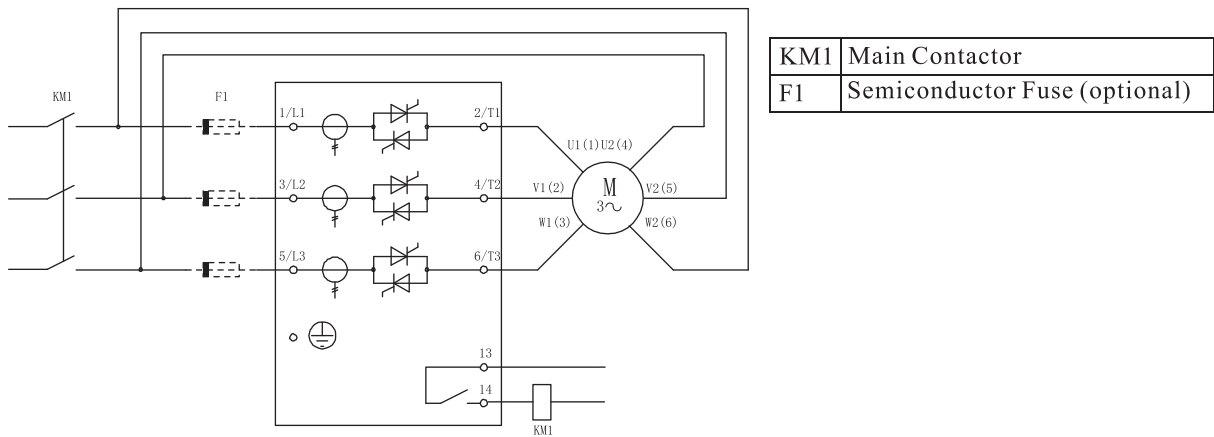 KM1 Main Contactor
F1 Semiconductor Fuse (optional)
KM1
F1
1/L1
2/T1
U1(1) U2(4)
3/L2
4/T2
V1(2)
M
3~
V2(5)
W1(3)
W2(6)
5/L3
6/T3
13
14
KM1